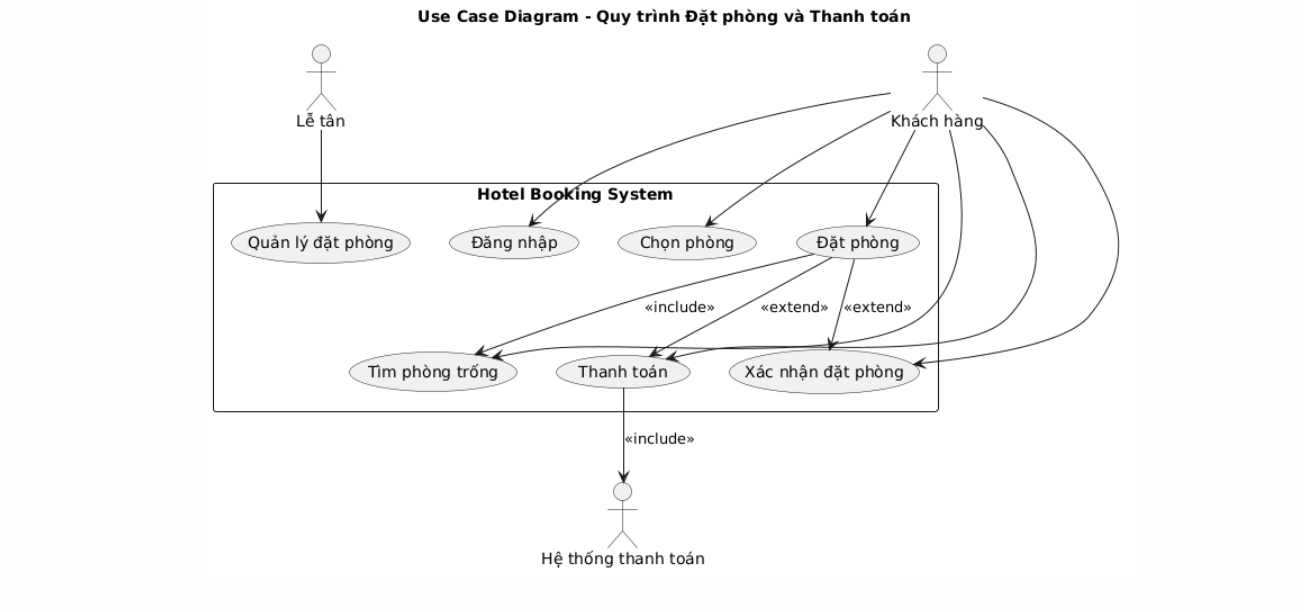 Use Case Diagram - Quy trình Đặt phòng và Thanh toán
Lễ tân
Khách hàng
Hotel Booking System
Quản lý đặt phòng
Đăng nhập
Chọn phòng
Đặt phòng
«include»
«extend»
«extend»
Tìm phòng trống
Thanh toán
Xác nhận đặt phòng
«include»
Hệ thống thanh toán